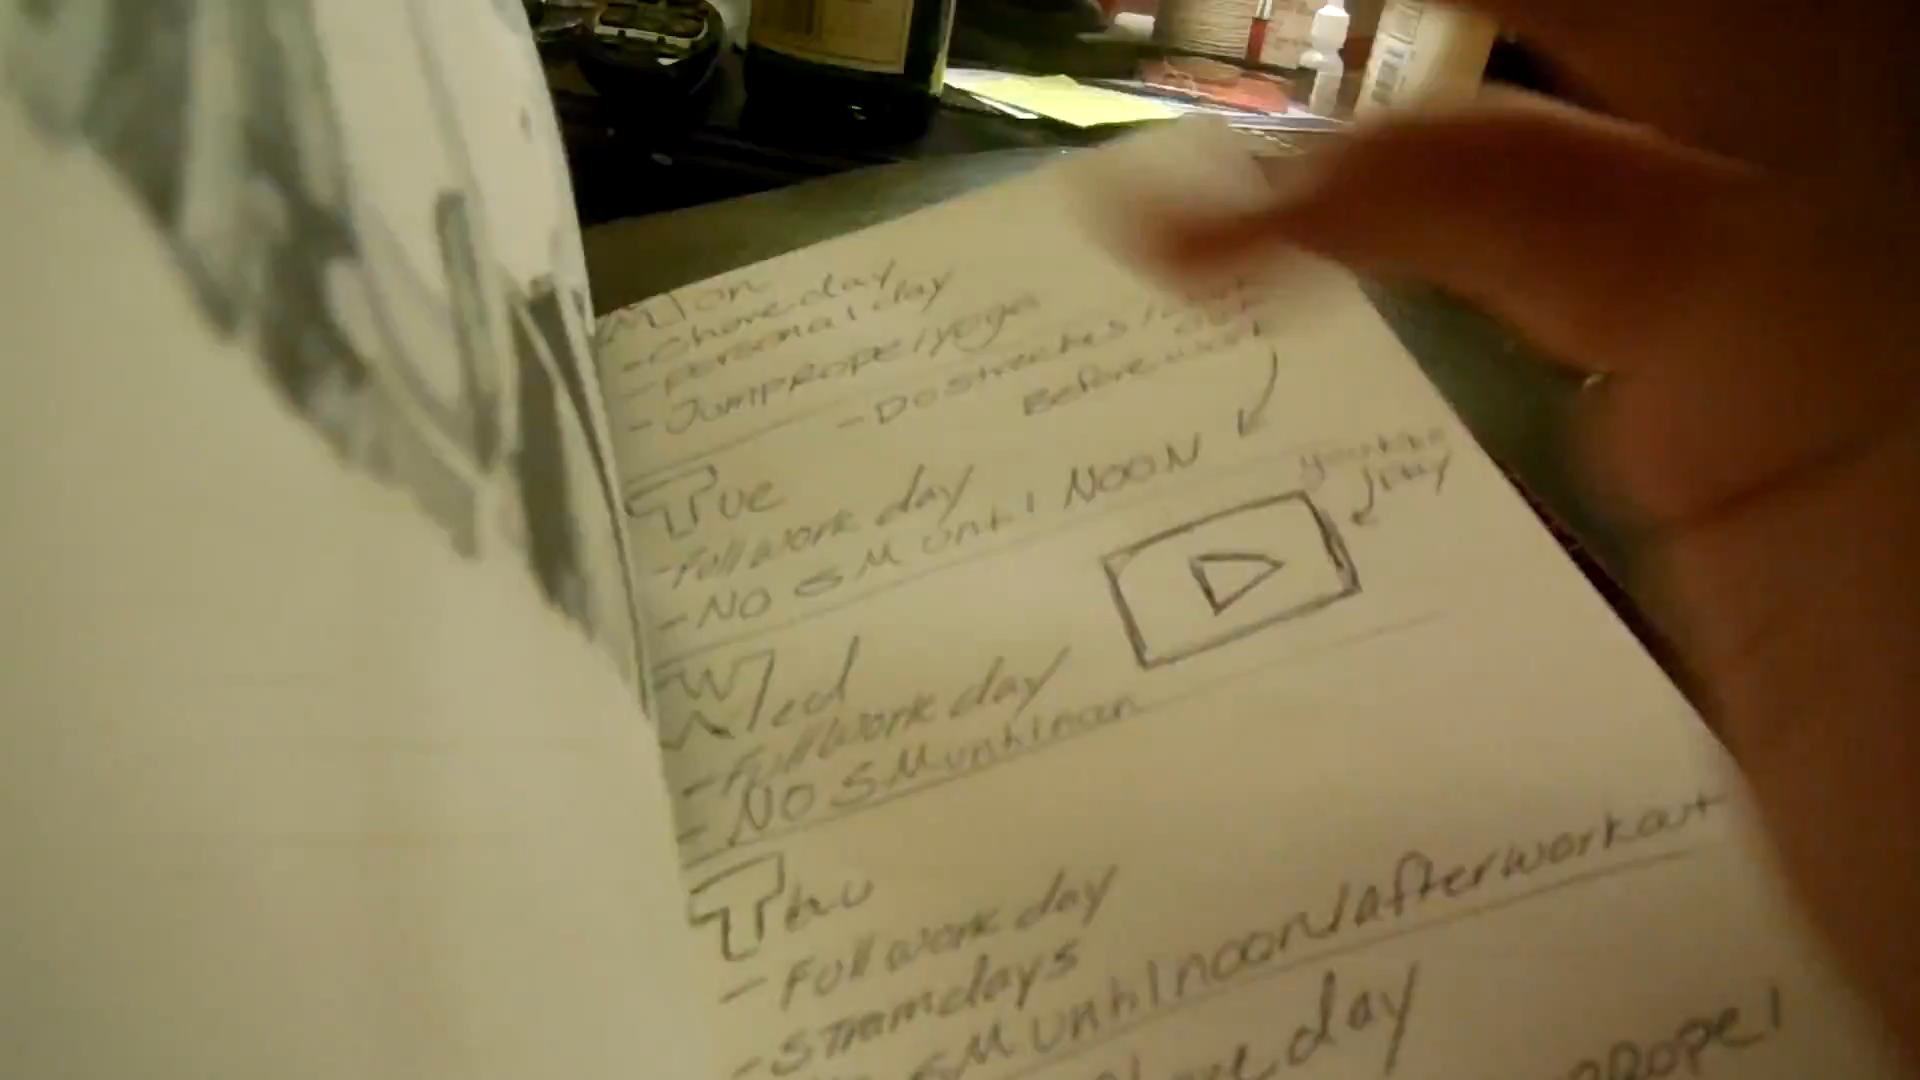 Mon
- Chore day
- personal day
- Jumprope/yoga
- Do stretches
Before work out
Tue
- Full work day
- NO SM until NOON
youtube
day
Wed
- Full work day
- NO SM until noon
Thu
- Full work day
- Stream days
SM until noon/after workout
day